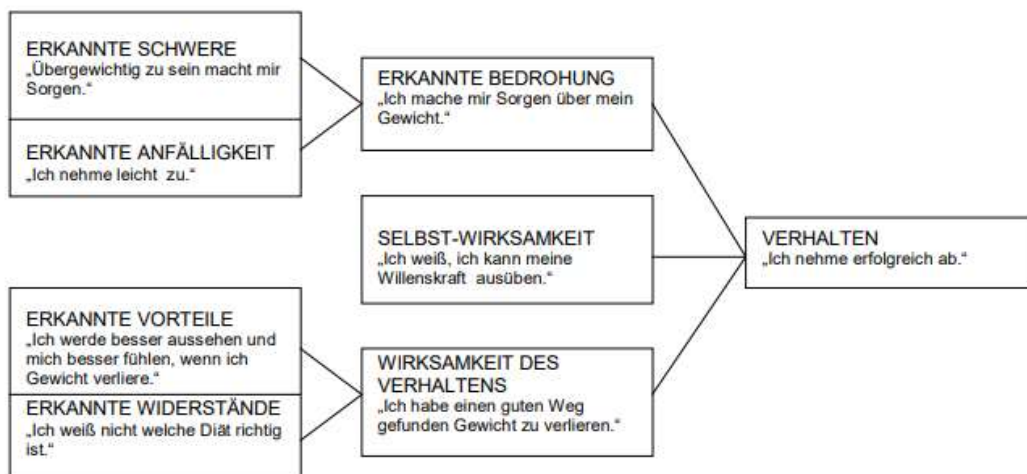 ERKANNTE SCHWERE
„Übergewichtig zu sein macht mir
Sorgen.“
ERKANNTE ANFÄLLIGKEIT
„Ich nehme leicht zu.“
ERKANNTE BEDROHUNG
„Ich mache mir Sorgen über mein
Gewicht.“
SELBST-WIRKSAMKEIT
„Ich weiß, ich kann meine
Willenskraft ausüben.“
VERHALTEN
„Ich nehme erfolgreich ab.“
ERKANNTE VORTEILE
„Ich werde besser aussehen und
mich besser fühlen, wenn ich
Gewicht verliere.“
ERKANNTE WIDERSTÄNDE
„Ich weiß nicht welche Diät richtig
ist.“
WIRKSAMKEIT DES
VERHALTENS
„Ich habe einen guten Weg
gefunden Gewicht zu verlieren.“